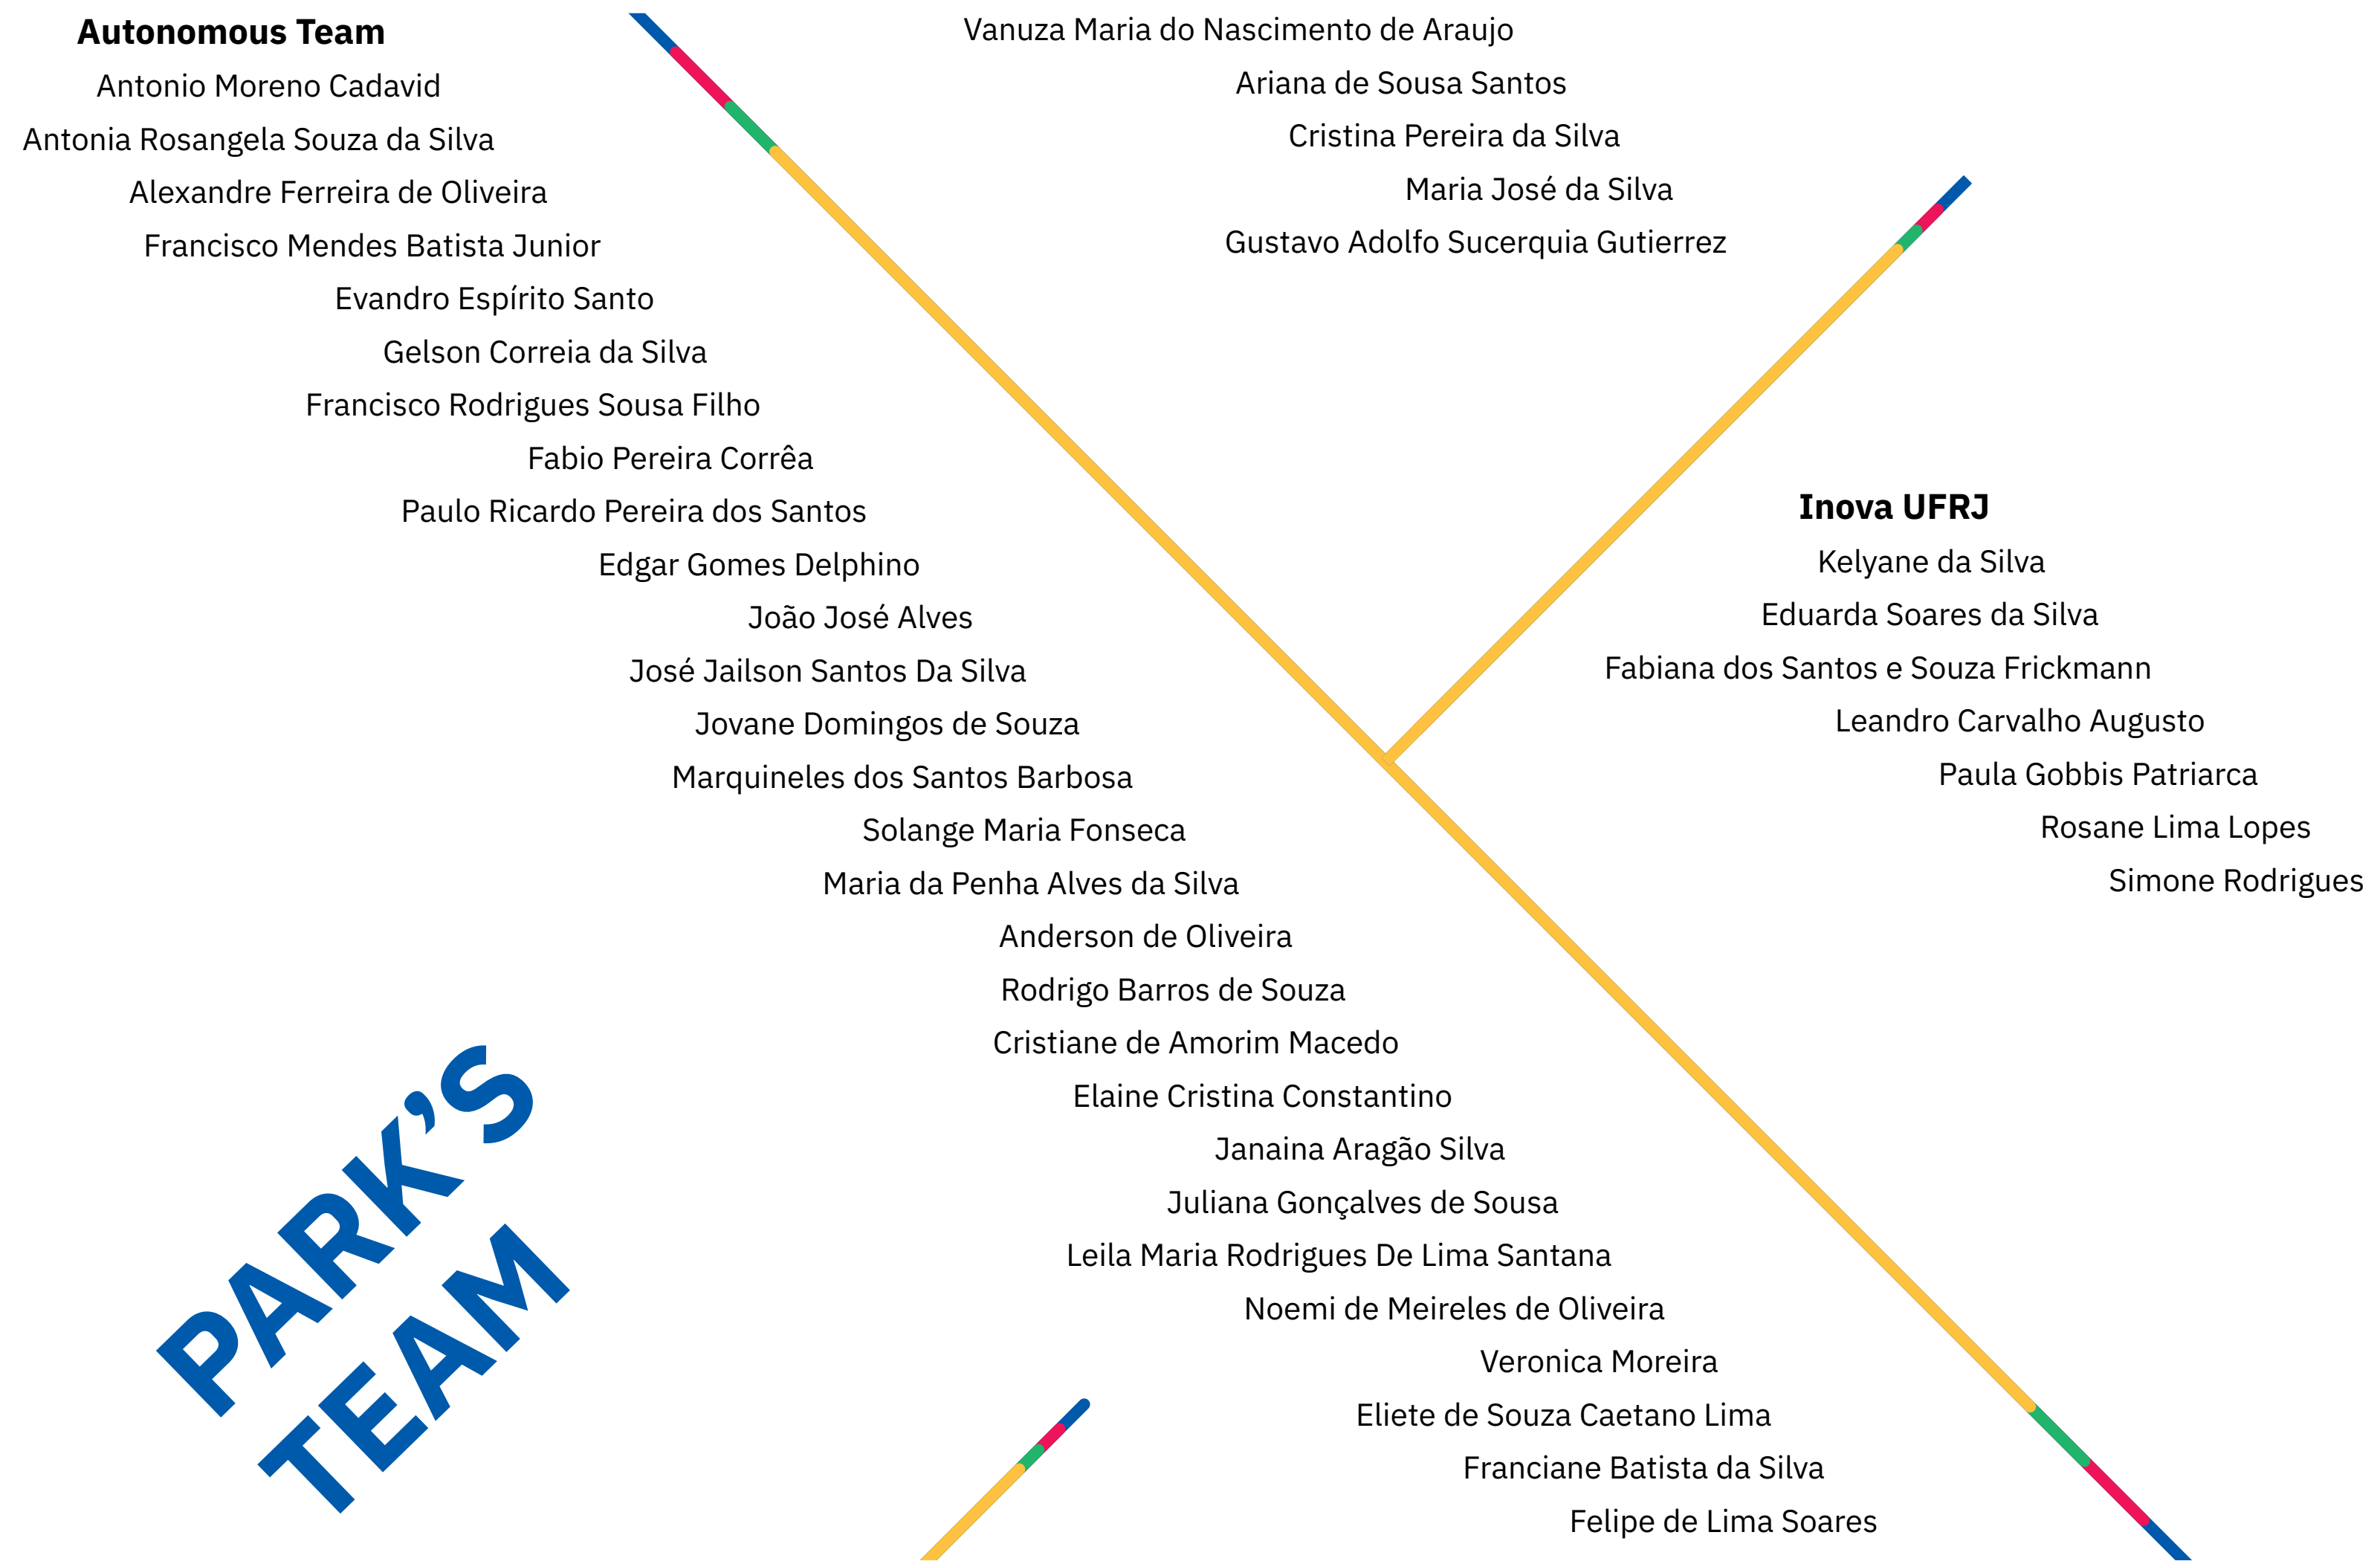 Autonomous Team
Antonio Moreno Cadavid
Antonia Rosangela Souza da Silva
Alexandre Ferreira de Oliveira
Francisco Mendes Batista Junior
Evandro Espírito Santo
Gelson Correia da Silva
Francisco Rodrigues Sousa Filho
Fabio Pereira Corrêa
Paulo Ricardo Pereira dos Santos
Edgar Gomes Delphino
João José Alves
José Jailson Santos Da Silva
Jovane Domingos de Souza
Marquineles dos Santos Barbosa
Solange Maria Fonseca
Maria da Penha Alves da Silva
Anderson de Oliveira
Rodrigo Barros de Souza
Cristiane de Amorim Macedo
Elaine Cristina Constantino
Janaina Aragão Silva
Juliana Gonçalves de Sousa
Leila Maria Rodrigues De Lima Santana
Noemi de Meireles de Oliveira
Veronica Moreira
Eliete de Souza Caetano Lima
Franciane Batista da Silva
Felipe de Lima Soares
Vanuza Maria do Nascimento de Araujo
Ariana de Sousa Santos
Cristina Pereira da Silva
Maria José da Silva
Gustavo Adolfo Sucerquia Gutierrez
Inova UFRJ
Kelyane da Silva
Eduarda Soares da Silva
Fabiana dos Santos e Souza Frickmann
Leandro Carvalho Augusto
Paula Gobbis Patriarca
Rosane Lima Lopes
Simone Rodrigues
PARK’S
TEAM